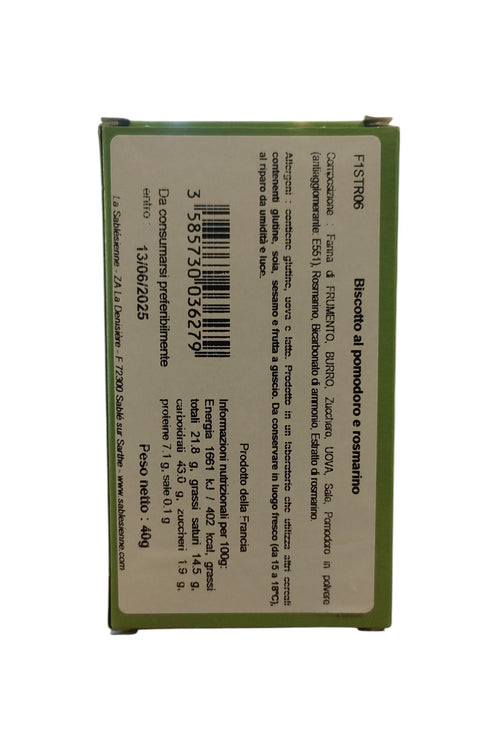 F1STR06
Biscotto al pomodoro e rosmarino
Composizione : Farina di FRUMENTO, BURRO, Zucchero, UOVA, Sale, Pomodoro in polvere
(antiagglomerante: E551), Rosmarino, Bicarbonato di ammonio, Estratto di rosmarino.
Allergeni : contiene glutine, uova e latte. Prodotto in un laboratorio che utilizza altri cereali
contenenti glutine, soia, sesamo e frutta a guscio. Da conservare in luogo fresco (da 15 a 18°C),
al riparo da umidità e luce.
Prodotto della Francia
3 585730 036279
Informazioni nutrizionali per 100g:
Energia 1661 kJ / 402 kcal, grassi
totali 21.8 g, grassi saturi 14.5 g,
carboidrati 43.0 g, zuccheri 1.9 g,
proteine 7.1 g, sale 0.1 g
Da consumarsi preferibilmente
entro : 13/06/2025
Peso netto : 40g
La Sablésienne - ZA La Denisière - F 72300 Sablé sur Sarthe - www.sablesienne.com